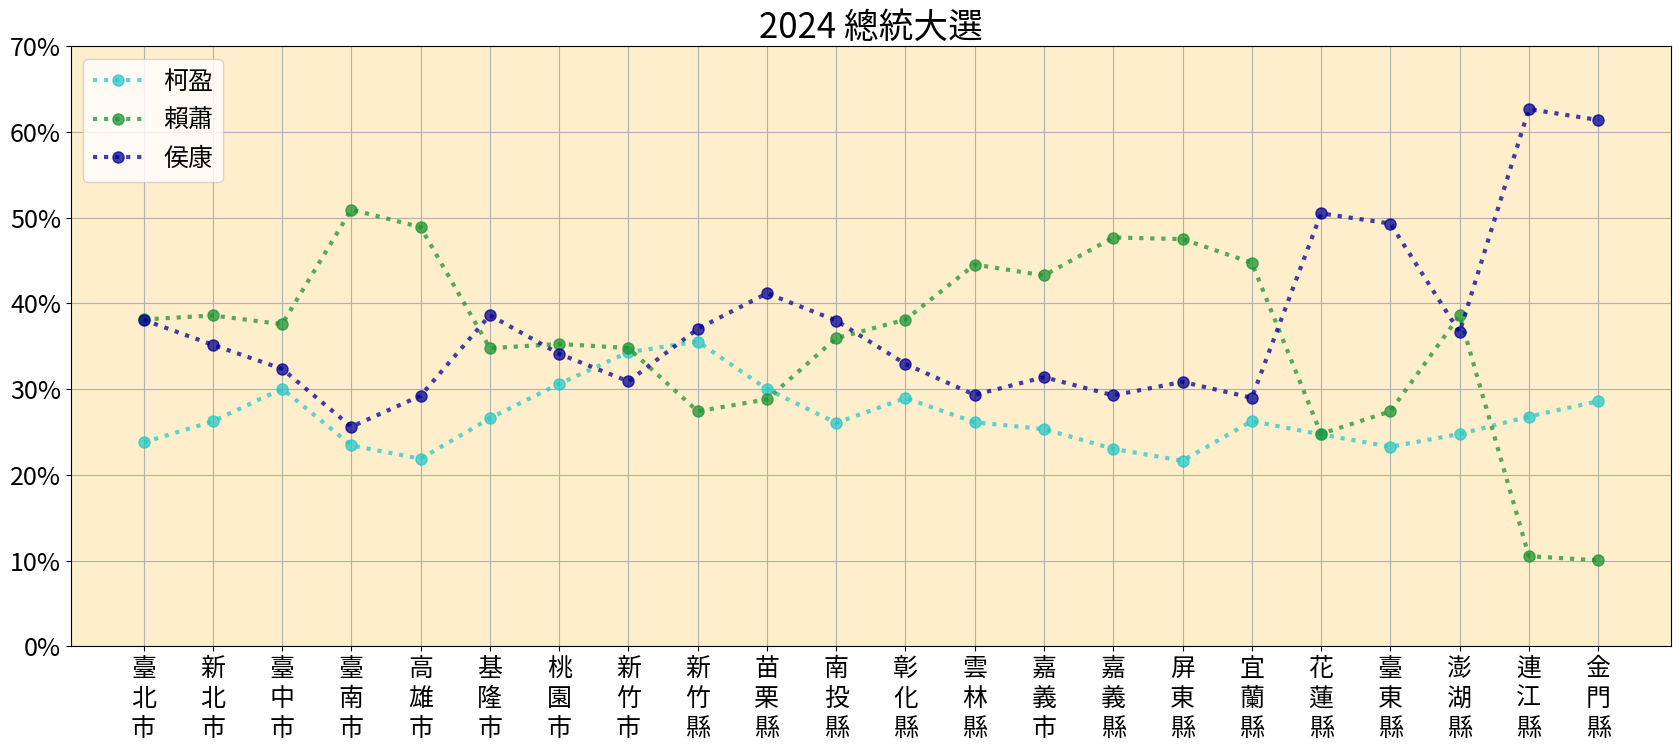 2024 總統大選
70%
60%
50%
40%
30%
20%
10%
0%
柯盈
賴蕭
侯康
臺北市
新北市
臺中市
臺南市
高雄市
基隆市
桃園市
新竹市
新竹縣
苗栗縣
南投縣
彰化縣
雲林縣
嘉義市
嘉義縣
屏東縣
宜蘭縣
花蓮縣
臺東縣
澎湖縣
連江縣
金門縣